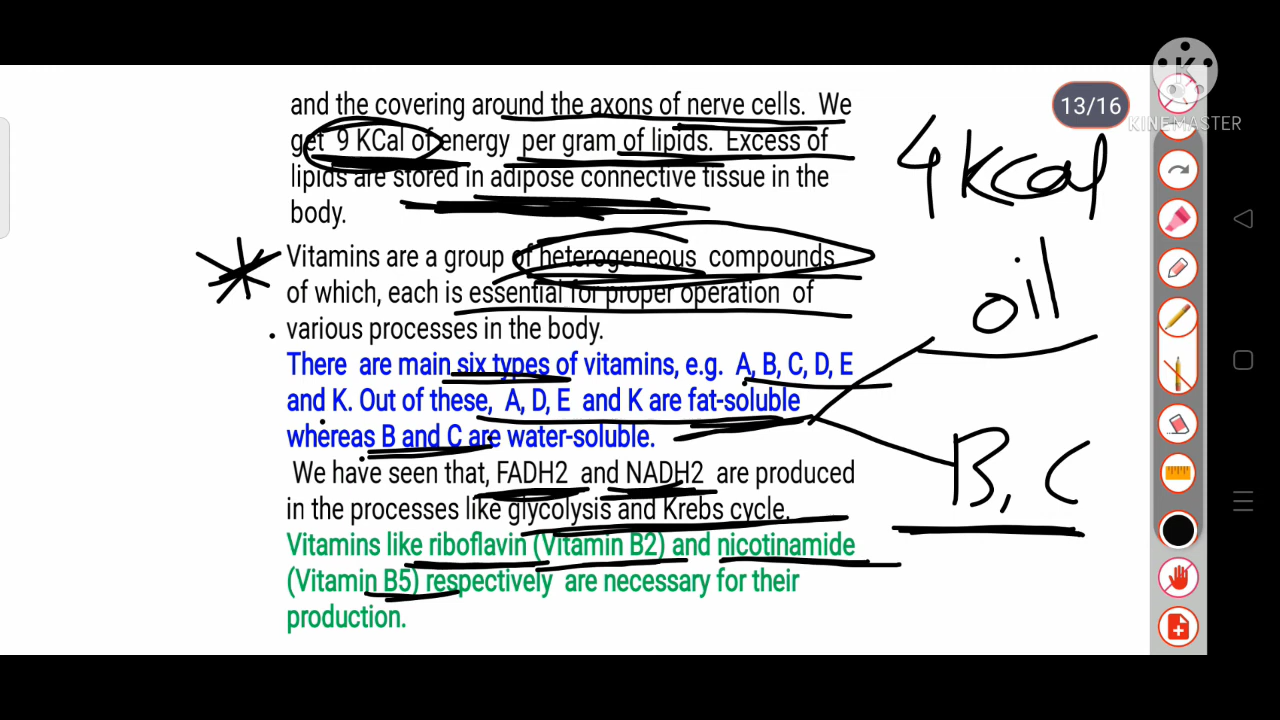 and the covering around the axons of nerve cells. We
get 9 KCal of energy per gram of lipids. Excess of
lipids are stored in adipose connective tissue in the
body.
Vitamins are a group of heterogeneous compounds
of which, each is essential for proper operation of
various processes in the body.
There are main six types of vitamins, e.g. A, B, C, D, E
and K. Out of these, A, D, E and K are fat-soluble
whereas B and C are water-soluble.
We have seen that, FADH2 and NADH2 are produced
in the processes like glycolysis and Krebs cycle.
Vitamins like riboflavin (Vitamin B2) and nicotinamide
(Vitamin B5) respectively are necessary for their
production.
4 kcal
oil
B, C
13/16
K
KINEMASTER